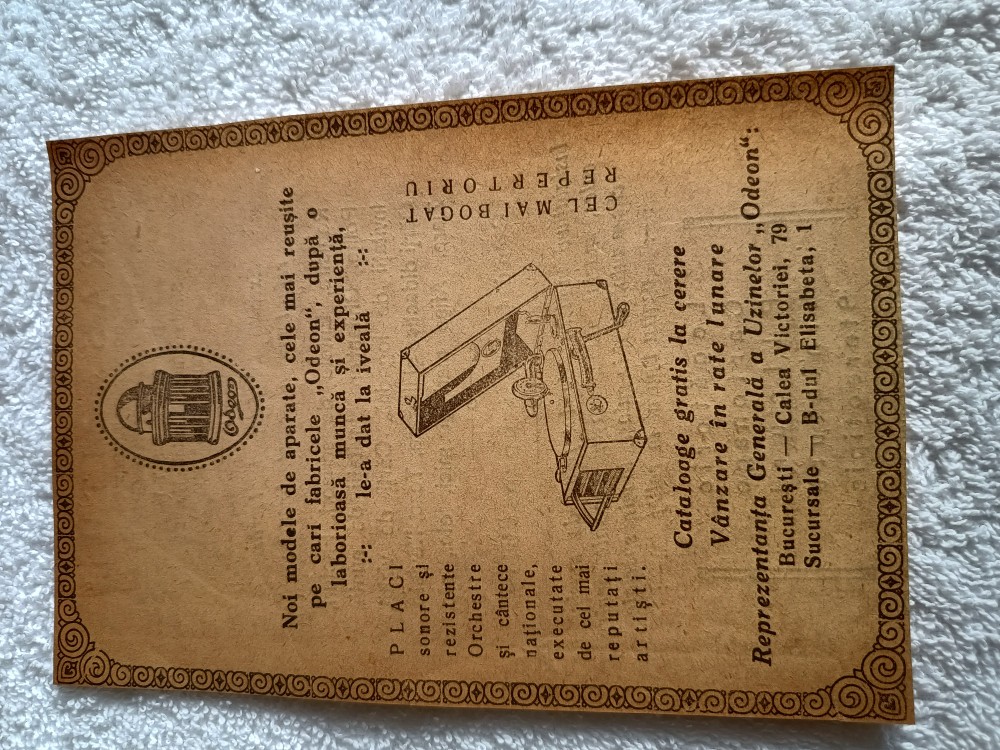 Odeon
Noi modele de aparate, cele mai reușite
pe cari fabricele „Odeon“, după o
laborioasă muncă și experiență,
:-: le-a dat la iveală :-:
PLACI
sonore și
rezistente
Orchestre
și cântece
naționale,
executate
de cel mai
reputați
artiști.
CEL MAI BOGAT
REPERTORIU
Catalooge gratis la cerere
Vânzare în rate lunare
Reprezentanța Generală a Uzinelor „Odeon“:
București — Calea Victoriei, 79
Sucursale — B-dul Elisabeta, 1